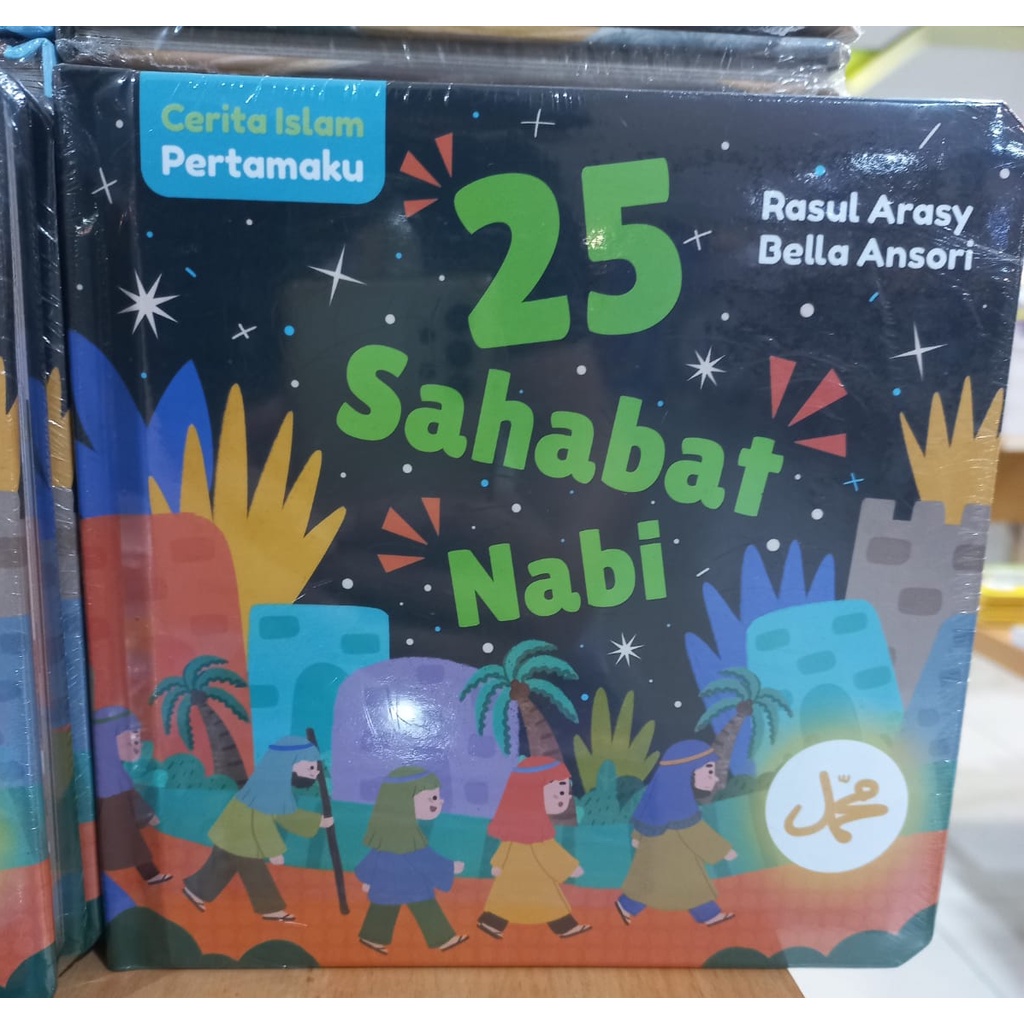 Cerita Islam
Pertamaku
25
Sahabat
Nabi
Rasul Arasy
Bella Ansori
محمد